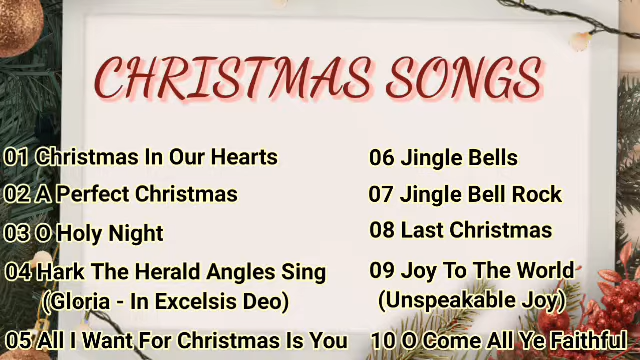 CHRISTMAS SONGS
01 Christmas In Our Hearts
02 A Perfect Christmas
03 O Holy Night
04 Hark The Herald Angles Sing
(Gloria - In Excelsis Deo)
05 All I Want For Christmas Is You
06 Jingle Bells
07 Jingle Bell Rock
08 Last Christmas
09 Joy To The World
(Unspeakable Joy)
10 O Come All Ye Faithful